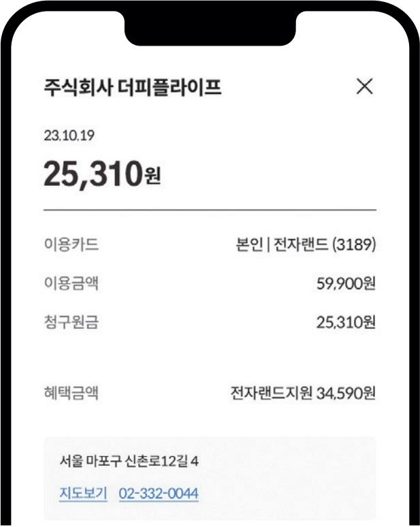 주식회사 더피플라이프 ×
23.10.19
25,310원
이용카드 본인 | 전자랜드 (3189)
이용금액 59,900원
청구원금 25,310원
혜택금액 전자랜드지원 34,590원
서울 마포구 신촌로12길 4
지도보기 02-332-0044